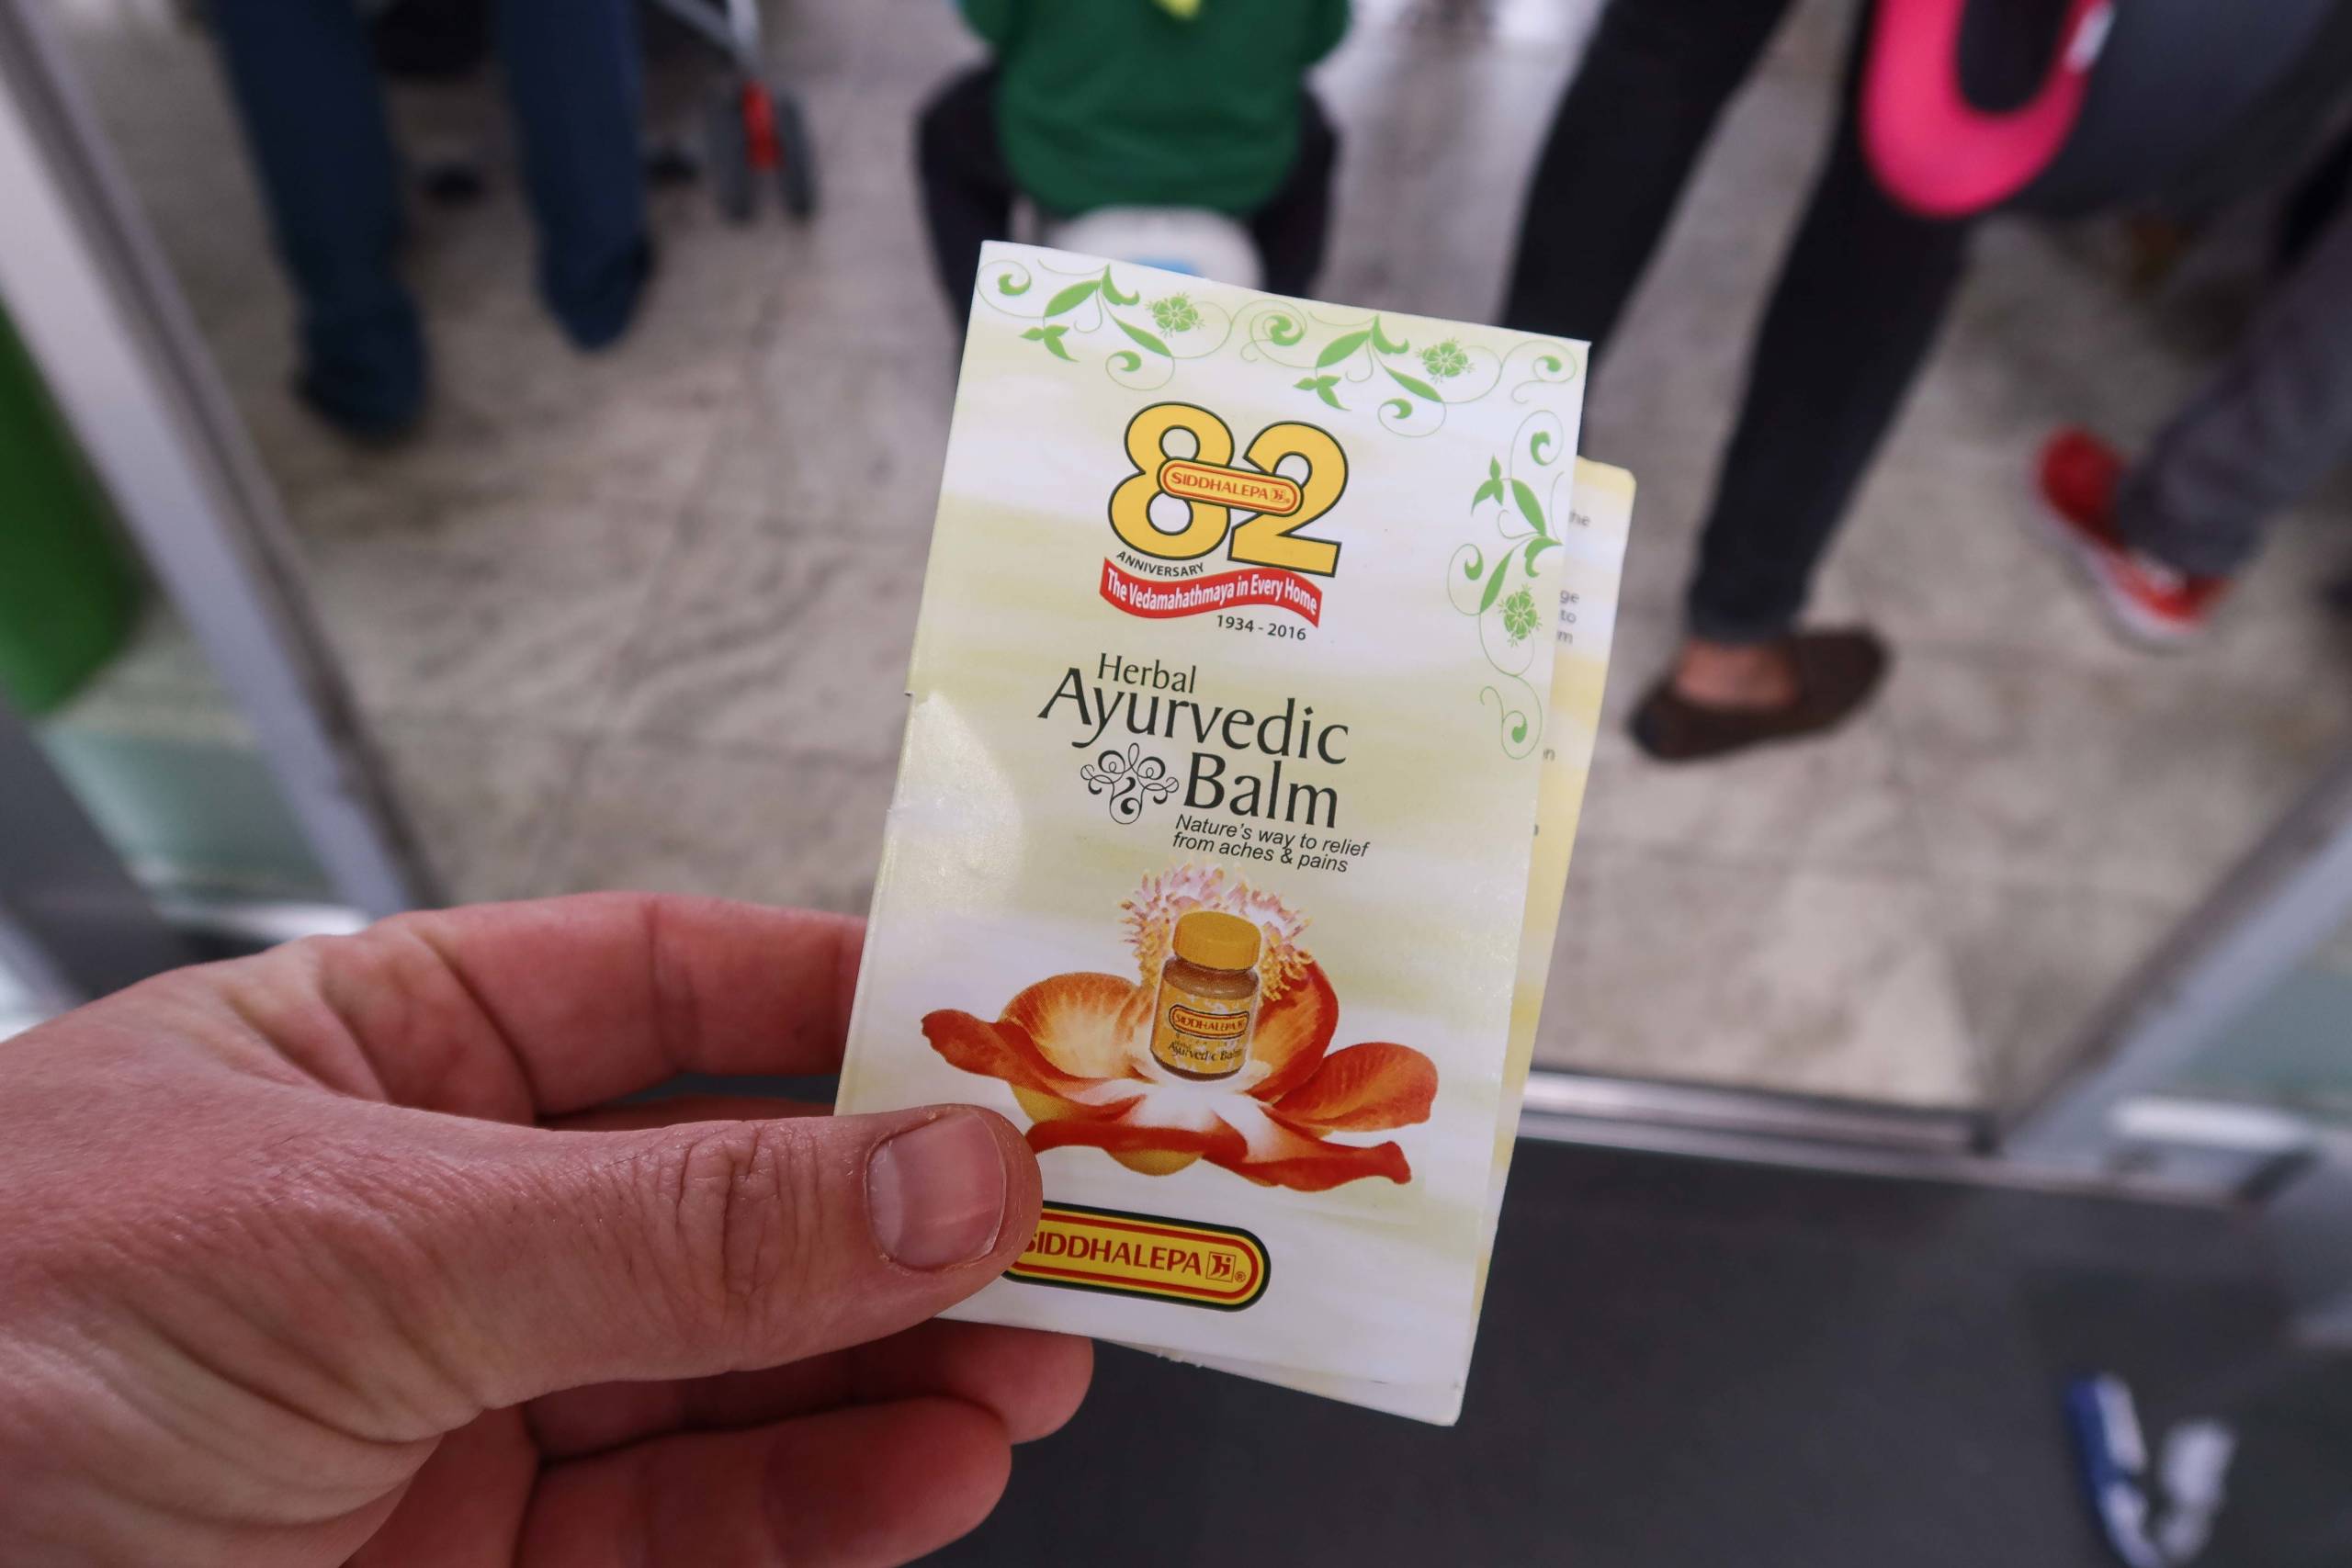 82
SIDDHALEPA
ANNIVERSARY
The Vedamahathmaya in Every Home
1934 - 2016
Herbal
Ayurvedic
Balm
Nature's way to relief
from aches & pains
SIDDHALEPA
Ayurvedic Balm
SIDDHALEPA ®
to